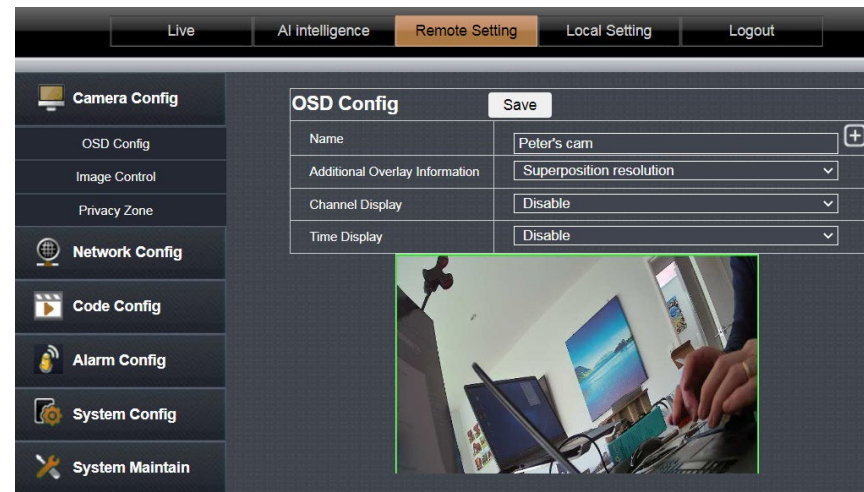 Live AI intelligence Remote Setting Local Setting Logout
Camera Config
OSD Config
Image Control
Privacy Zone
Network Config
Code Config
Alarm Config
System Config
System Maintain
OSD Config Save
Name Peter's cam
Additional Overlay Information Superposition resolution
Channel Display Disable
Time Display Disable